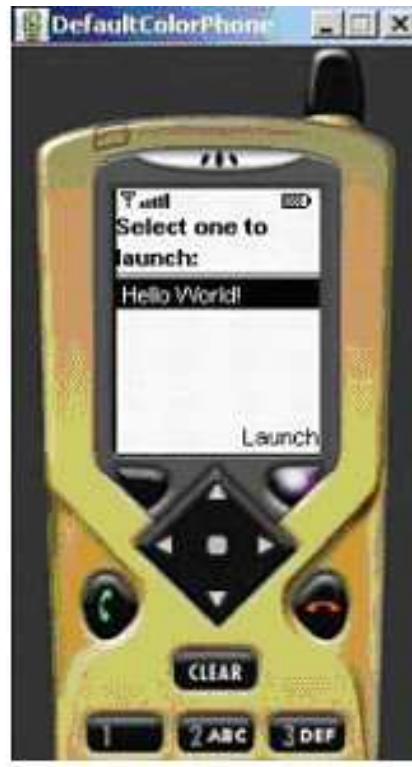 DefaultColorPhone
Select one to
launch:
Hello World!
Launch
CLEAR
1 2 ABC 3 DEF